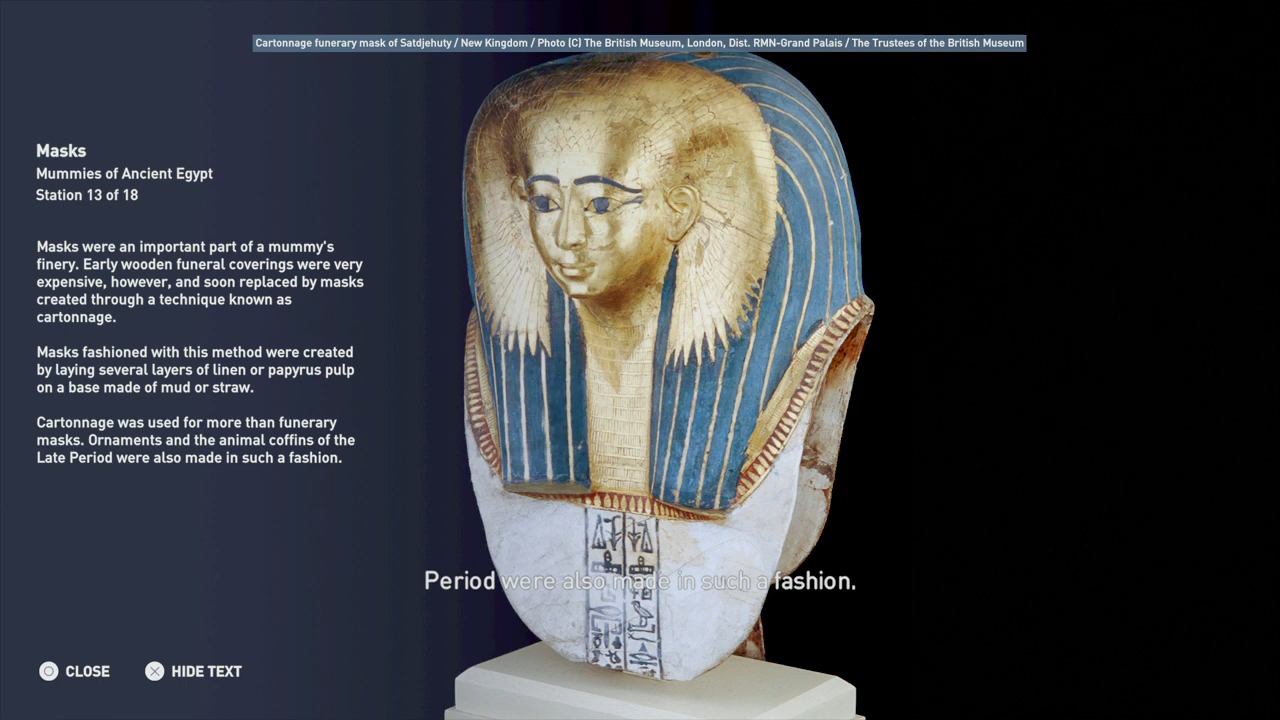 Cartonnage funerary mask of Satdjehuty / New Kingdom / Photo (C) The British Museum, London, Dist. RMN-Grand Palais / The Trustees of the British Museum
Masks
Mummies of Ancient Egypt
Station 13 of 18
Masks were an important part of a mummy's
finery. Early wooden funeral coverings were very
expensive, however, and soon replaced by masks
created through a technique known as
cartonnage.
Masks fashioned with this method were created
by laying several layers of linen or papyrus pulp
on a base made of mud or straw.
Cartonnage was used for more than funerary
masks. Ornaments and the animal coffins of the
Late Period were also made in such a fashion.
Period were also made in such a fashion.
CLOSE
HIDE TEXT